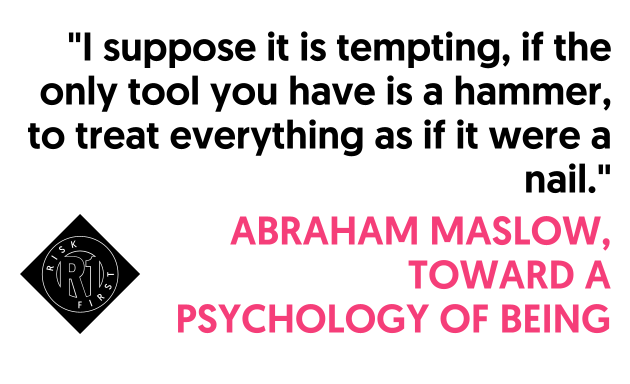 "I suppose it is tempting, if the
only tool you have is a hammer,
to treat everything as if it were a
nail."
ABRAHAM MASLOW,
TOWARD A
PSYCHOLOGY OF BEING
RISK
R1
FIRST